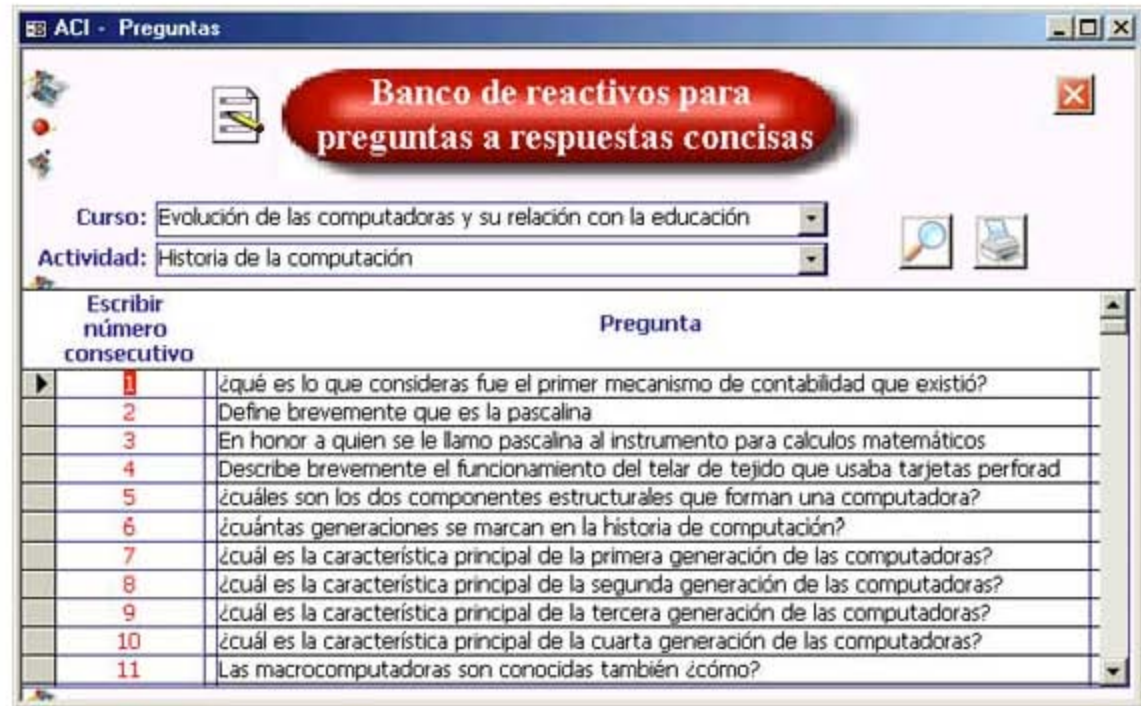 ACI - Preguntas
Banco de reactivos para
preguntas a respuestas concisas
Curso: Evolución de las computadoras y su relación con la educación
Actividad: Historia de la computación
Escribir
número
consecutivo
Pregunta
1 ¿qué es lo que consideras fue el primer mecanismo de contabilidad que existió?
2 Define brevemente que es la pascalina
3 En honor a quien se le llamo pascalina al instrumento para calculos matemáticos
4 Describe brevemente el funcionamiento del telar de tejido que usaba tarjetas perforad
5 ¿cuáles son los dos componentes estructurales que forman una computadora?
6 ¿cuántas generaciones se marcan en la historia de computación?
7 ¿cuál es la característica principal de la primera generación de las computadoras?
8 ¿cuál es la característica principal de la segunda generación de las computadoras?
9 ¿cuál es la característica principal de la tercera generación de las computadoras?
10 ¿cuál es la característica principal de la cuarta generación de las computadoras?
11 Las macrocomputadoras son conocidas también ¿cómo?